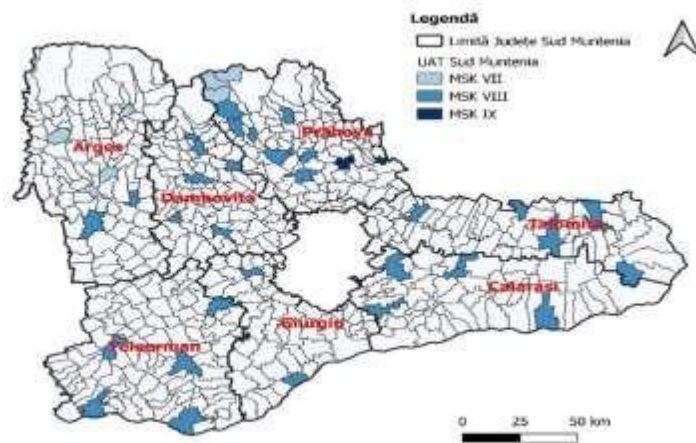 Legendă
Limită Județe Sud Muntenia
UAT Sud Muntenia
MSK VII
MSK VIII
MSK IX
Prahova
Argeș
Dambovita
Ialomita
Calarasi
Giurgiu
Teleorman
0 25 50 km